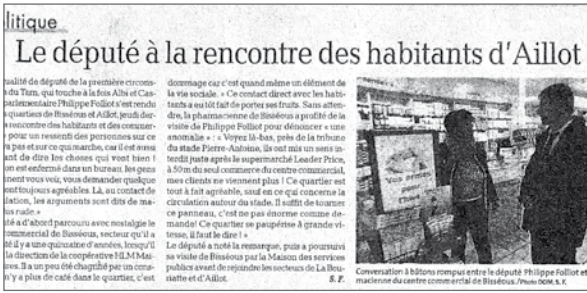 litique
Le député à la rencontre des habitants d'Aillot
ualité de député de la première circons-
du Tarn, qui touche à la fois Albi et Cas-
parlementaire Philippe Folliot s'est rendu
s quartiers de Bisséous et Aillot, jeudi der-
a rencontre des habitants et des commer-
« pour un ressenti des personnes sur ce
va pas et sur ce qui marche, car il est aussi
ant de dire les choses qui vont bien !
on est enfermé dans un bureau, les gens
nnent vous voir, vous demander quelque
ont toujours agréables. Là, au contact de
ulation, les arguments sont dits de ma-
us rude. »
uté a d'abord parcouru avec nostalgie le
commercial de Bisséous, secteur qu'il a
té il y a une quinzaine d'années, lorsqu'il
la direction de la coopérative HLM Mai-
ires. Il a un peu été chagriné par un cons-
n'y a plus de café dans le quartier, c'est
dommage car c'est quand même un élément de
la vie sociale. » Ce contact direct avec les habi-
tants a eu tôt fait de porter ses fruits. Sans atten-
dre, la pharmacienne de Bisséous a profité de la
visite de Philippe Folliot pour dénoncer « une
anomalie » : « Voyez là-bas, près de la tribune
du stade Pierre-Antoine, ils ont mis un sens in-
terdit juste après le supermarché Leader Price,
à 50 m du seul commerce du centre commercial,
mes clients ne viennent plus ! Ce quartier est
tout à fait agréable, sauf en ce qui concerne la
circulation autour du stade. Il suffit de tourner
ce panneau, c'est ne pas énorme comme de-
mande! Ce quartier se paupérise à grande vi-
tesse, il faut le dire ! »
Le député a noté la remarque, puis a poursuivi
sa visite de Bisséous par la Maison des services
publics avant de rejoindre les secteurs de La Bou-
riatte et d'Aillot. S. F.
Vos primes
Conversation à bâtons rompus entre le député Philippe Folliot et
macienne du centre commercial de Bisséous. / Photo DDM, S. F.